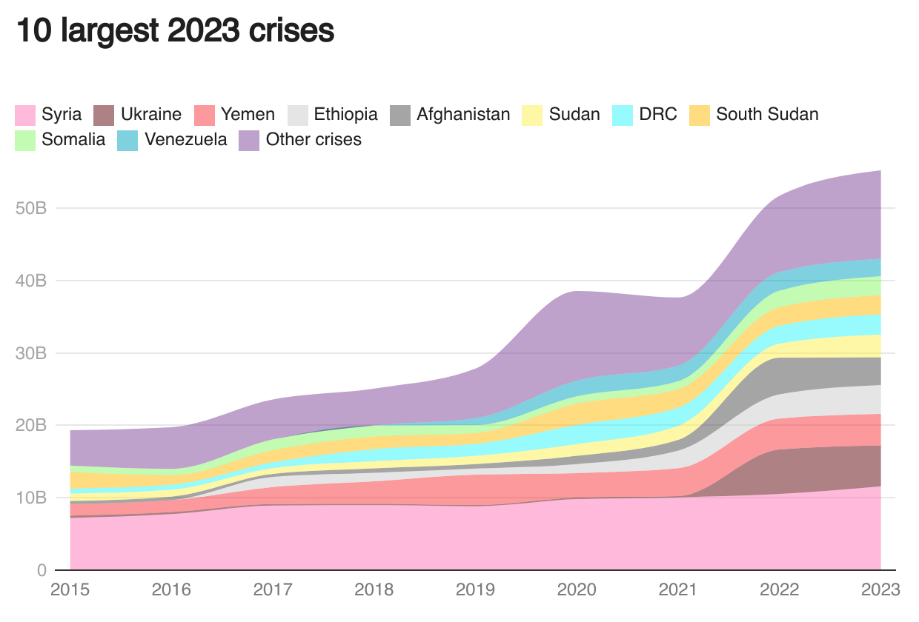 10 largest 2023 crises
Syria Ukraine Yemen Ethiopia Afghanistan Sudan DRC South Sudan
Somalia Venezuela Other crises
50B
40B
30B
20B
10B
0
2015 2016 2017 2018 2019 2020 2021 2022 2023